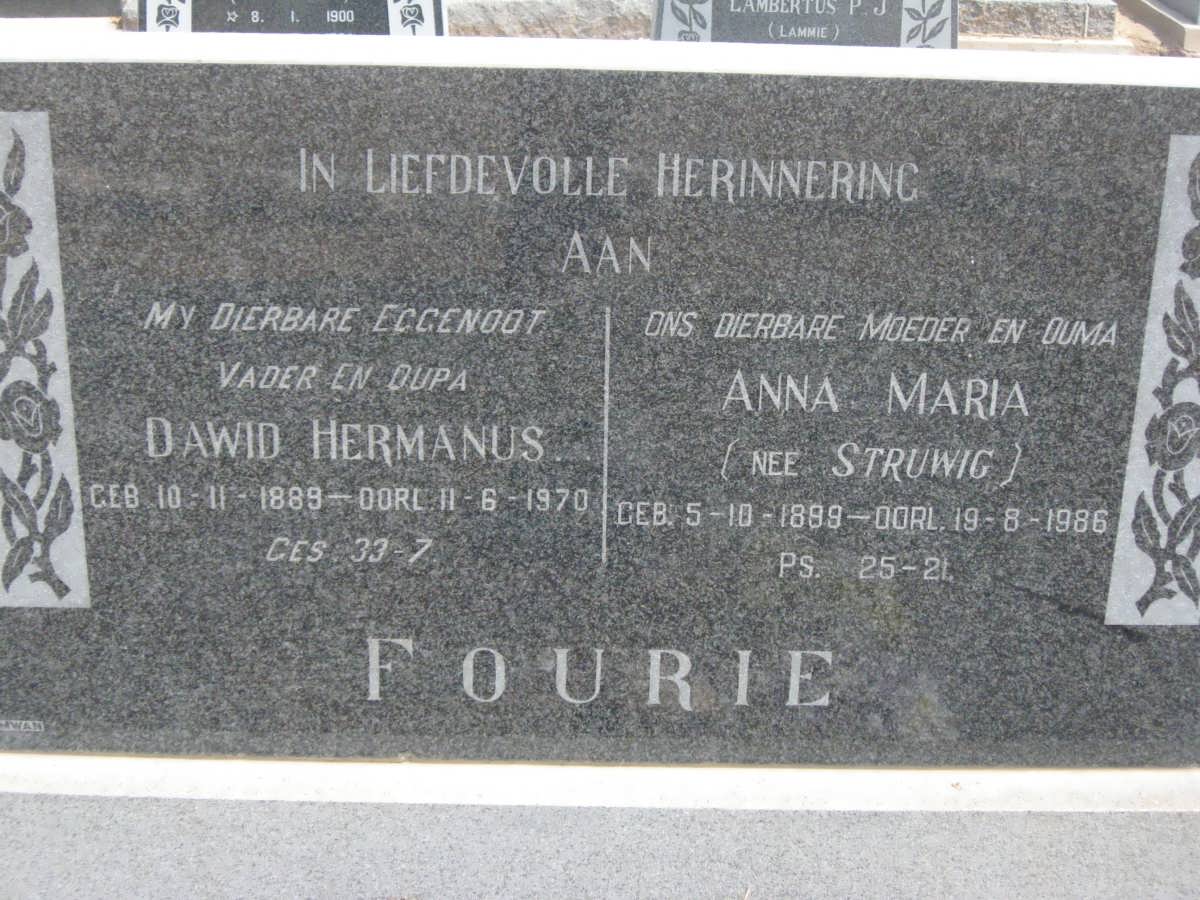 ☆ 8. 1. 1900
LAMBERTUS P J
(LAMMIE)
IN LIEFDEVOLLE HERINNERING
AAN
MY DIERBARE EGGENOOT
VADER EN OUPA
DAWID HERMANUS
GEB. 10-11-1889—OORL. 11-6-1970
GES. 33-7.
ONS DIERBARE MOEDER EN OUMA
ANNA MARIA
(NEE STRUWIG)
GEB. 5-10-1899—OORL. 19-8-1986
PS. 25-21.
FOURIE